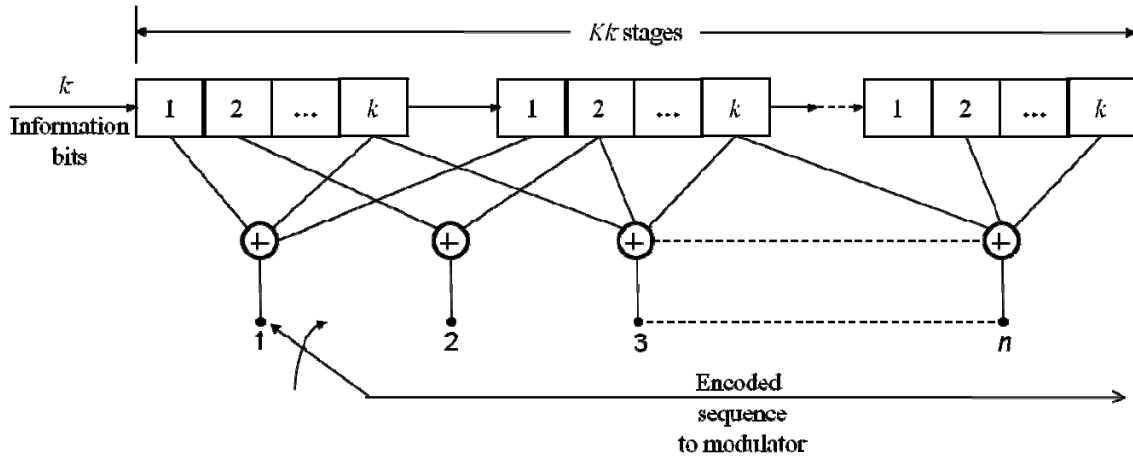 Kk stages
k
Information
bits
1 2 ... k 1 2 ... k 1 2 ... k
+ + + +
1 2 3 n
Encoded
sequence
to modulator